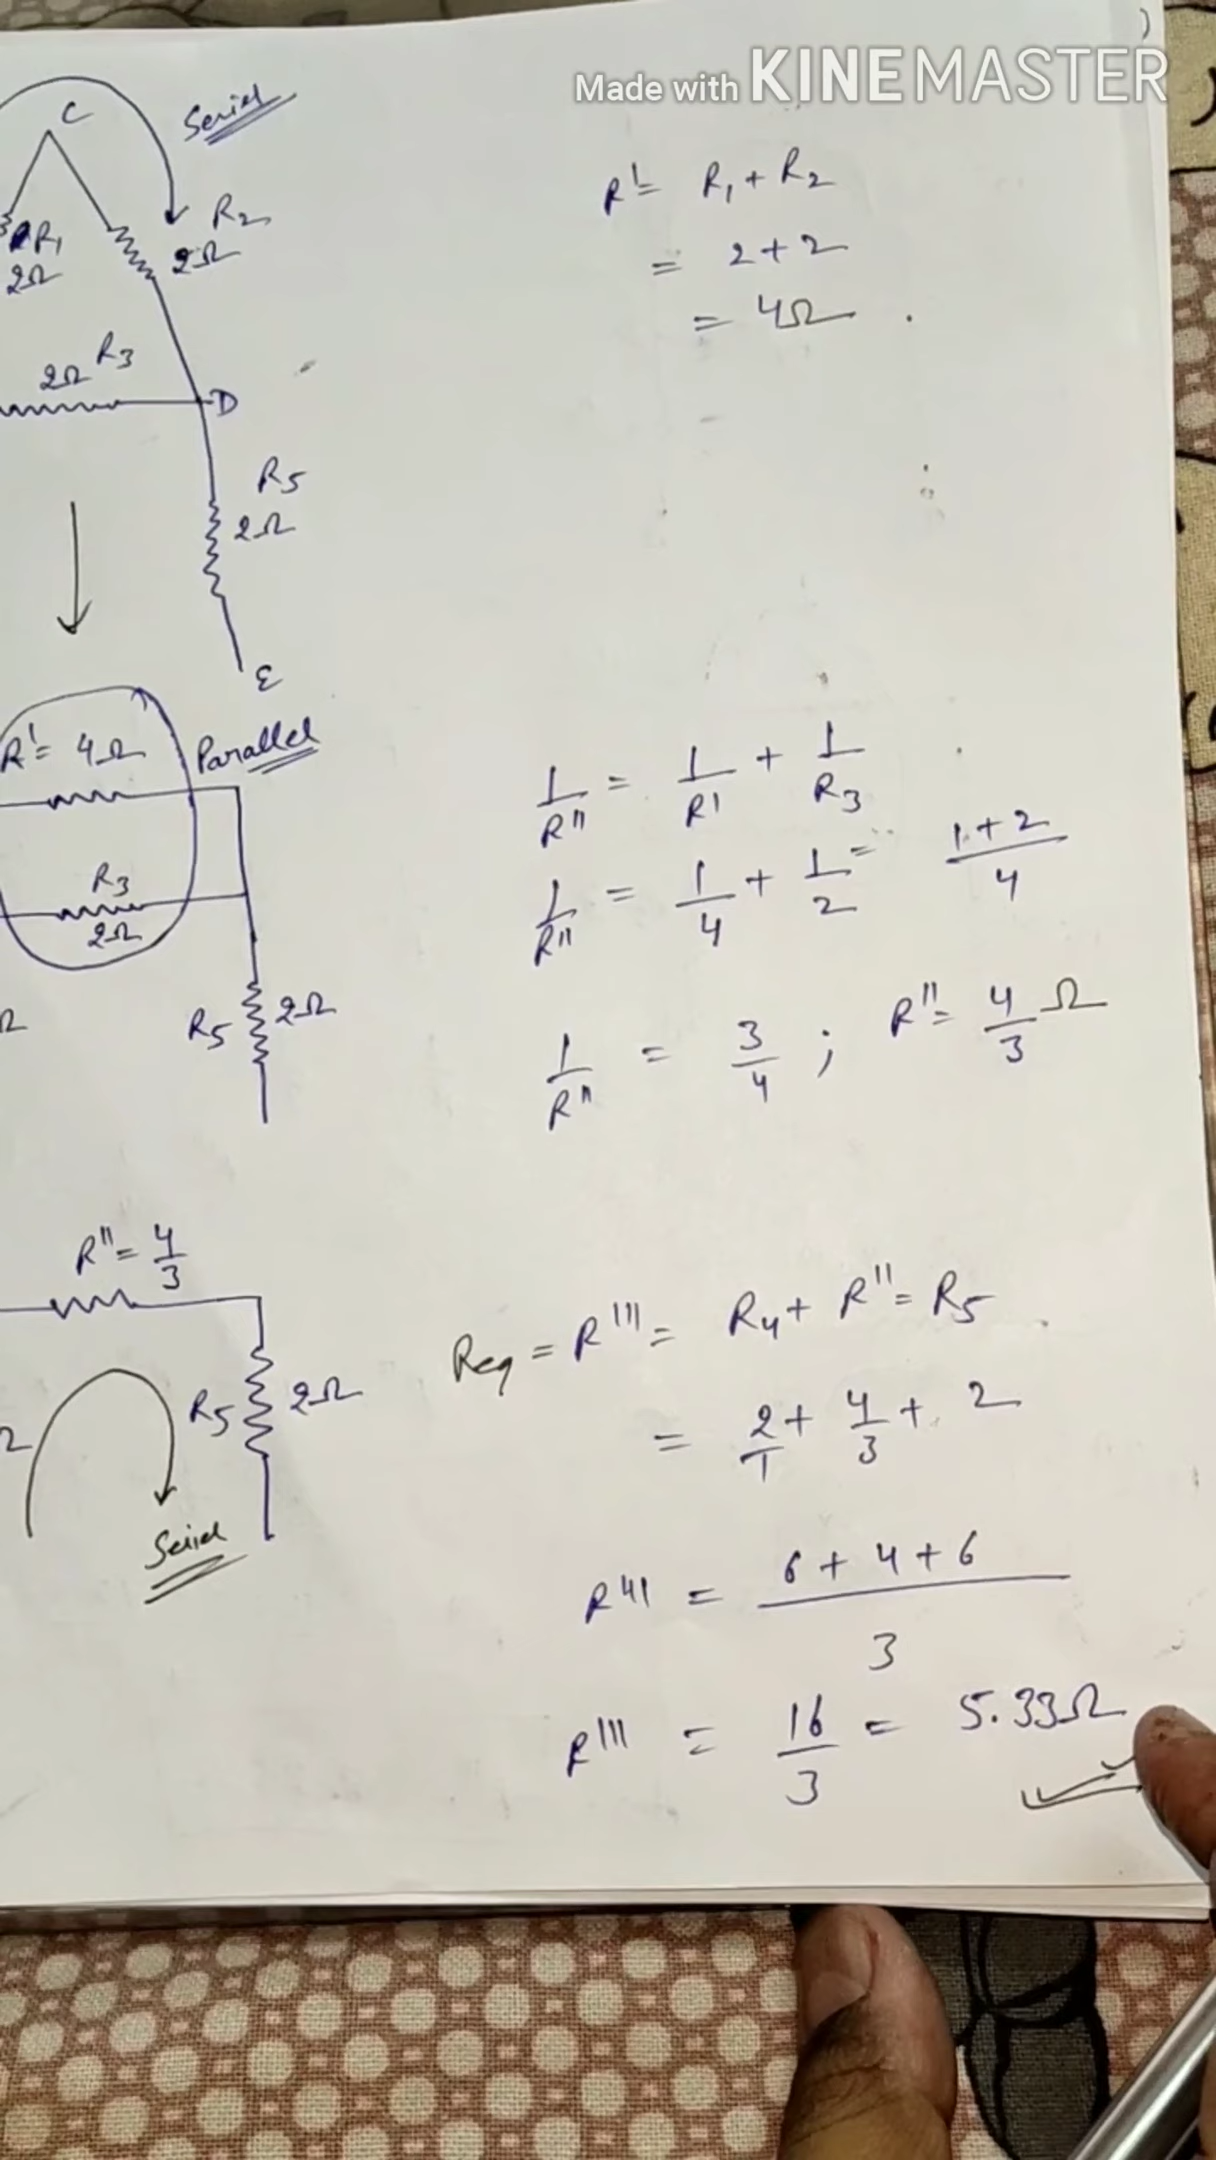 Made with KINEMASTER
C
Serial
R1
2Ω
R2
2Ω
R' = R1 + R2
= 2 + 2
= 4Ω
2Ω R3
D
R5
2Ω
E
R' = 4Ω
Parallel
R3
2Ω
R5 2Ω
Ω
1/R'' = 1/R' + 1/R3
1/R'' = 1/4 + 1/2 = 1+2/4
1/R'' = 3/4 ; R'' = 4/3 Ω
R'' = 4/3
R5 2Ω
Ω
Serial
Req = R''' = R4 + R'' = R5
= 2/1 + 4/3 + 2
R''' = 6 + 4 + 6 / 3
R''' = 16/3 = 5.33Ω